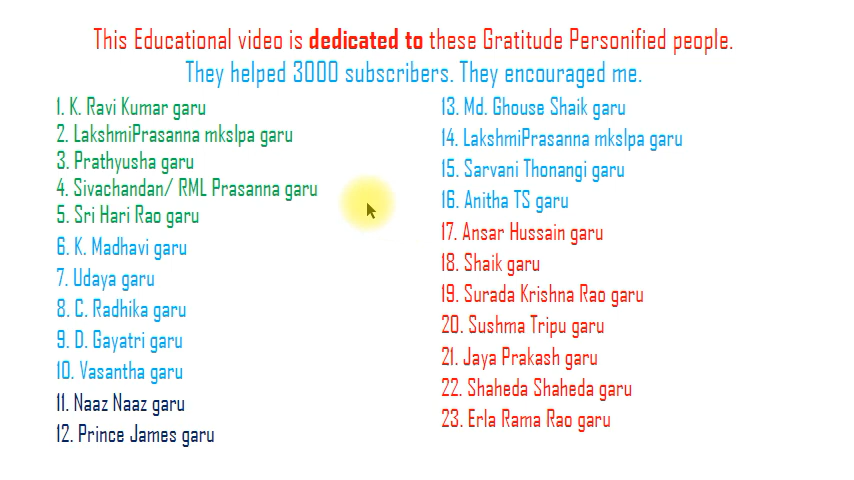 This Educational video is dedicated to these Gratitude Personified people.
They helped 3000 subscribers. They encouraged me.
1. K. Ravi Kumar garu
2. LakshmiPrasanna mkslpa garu
3. Prathyusha garu
4. Sivachandan/ RML Prasanna garu
5. Sri Hari Rao garu
6. K. Madhavi garu
7. Udaya garu
8. C. Radhika garu
9. D. Gayatri garu
10. Vasantha garu
11. Naaz Naaz garu
12. Prince James garu
13. Md. Ghouse Shaik garu
14. LakshmiPrasanna mkslpa garu
15. Sarvani Thonangi garu
16. Anitha TS garu
17. Ansar Hussain garu
18. Shaik garu
19. Surada Krishna Rao garu
20. Sushma Tripu garu
21. Jaya Prakash garu
22. Shaheda Shaheda garu
23. Erla Rama Rao garu